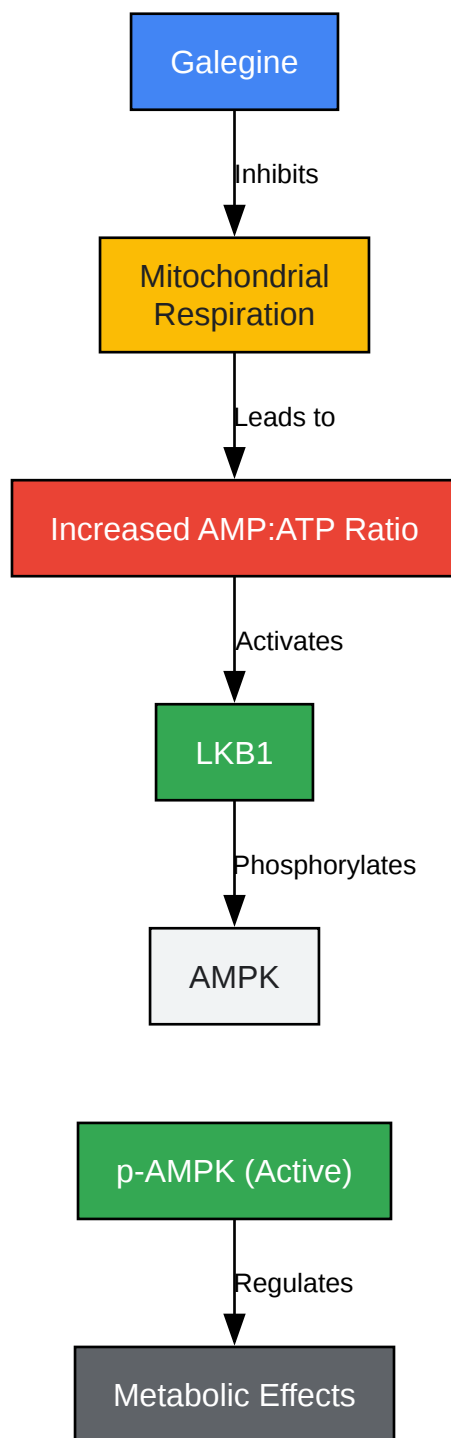 Galegine
Inhibits
Mitochondrial
Respiration
Leads to
Increased AMP:ATP Ratio
Activates
LKB1
Phosphorylates
AMPK
p-AMPK (Active)
Regulates
Metabolic Effects